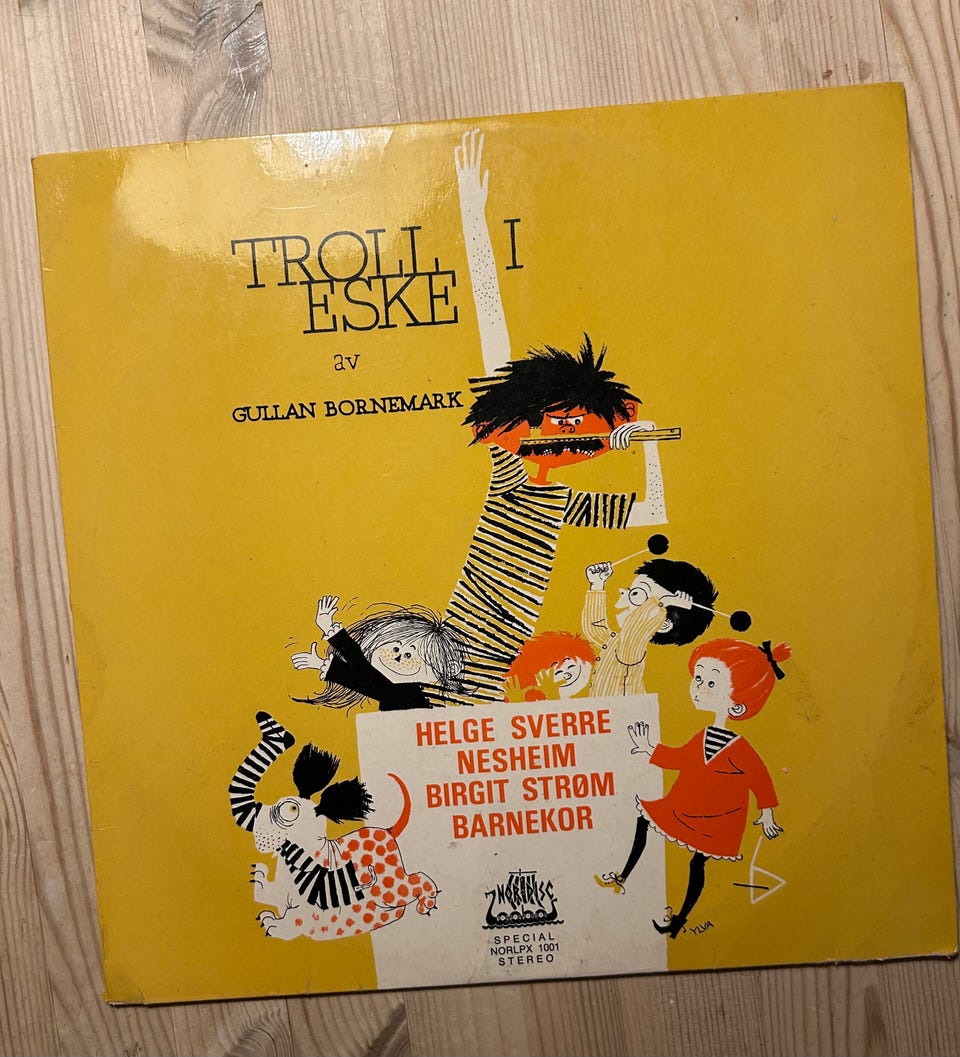 TROLL I
ESKE
av
GULLAN BORNEMARK
HELGE SVERRE
NESHEIM
BIRGIT STRØM
BARNEKOR
NORDISC
SPECIAL
NORLPX 1001
STEREO
YLVA